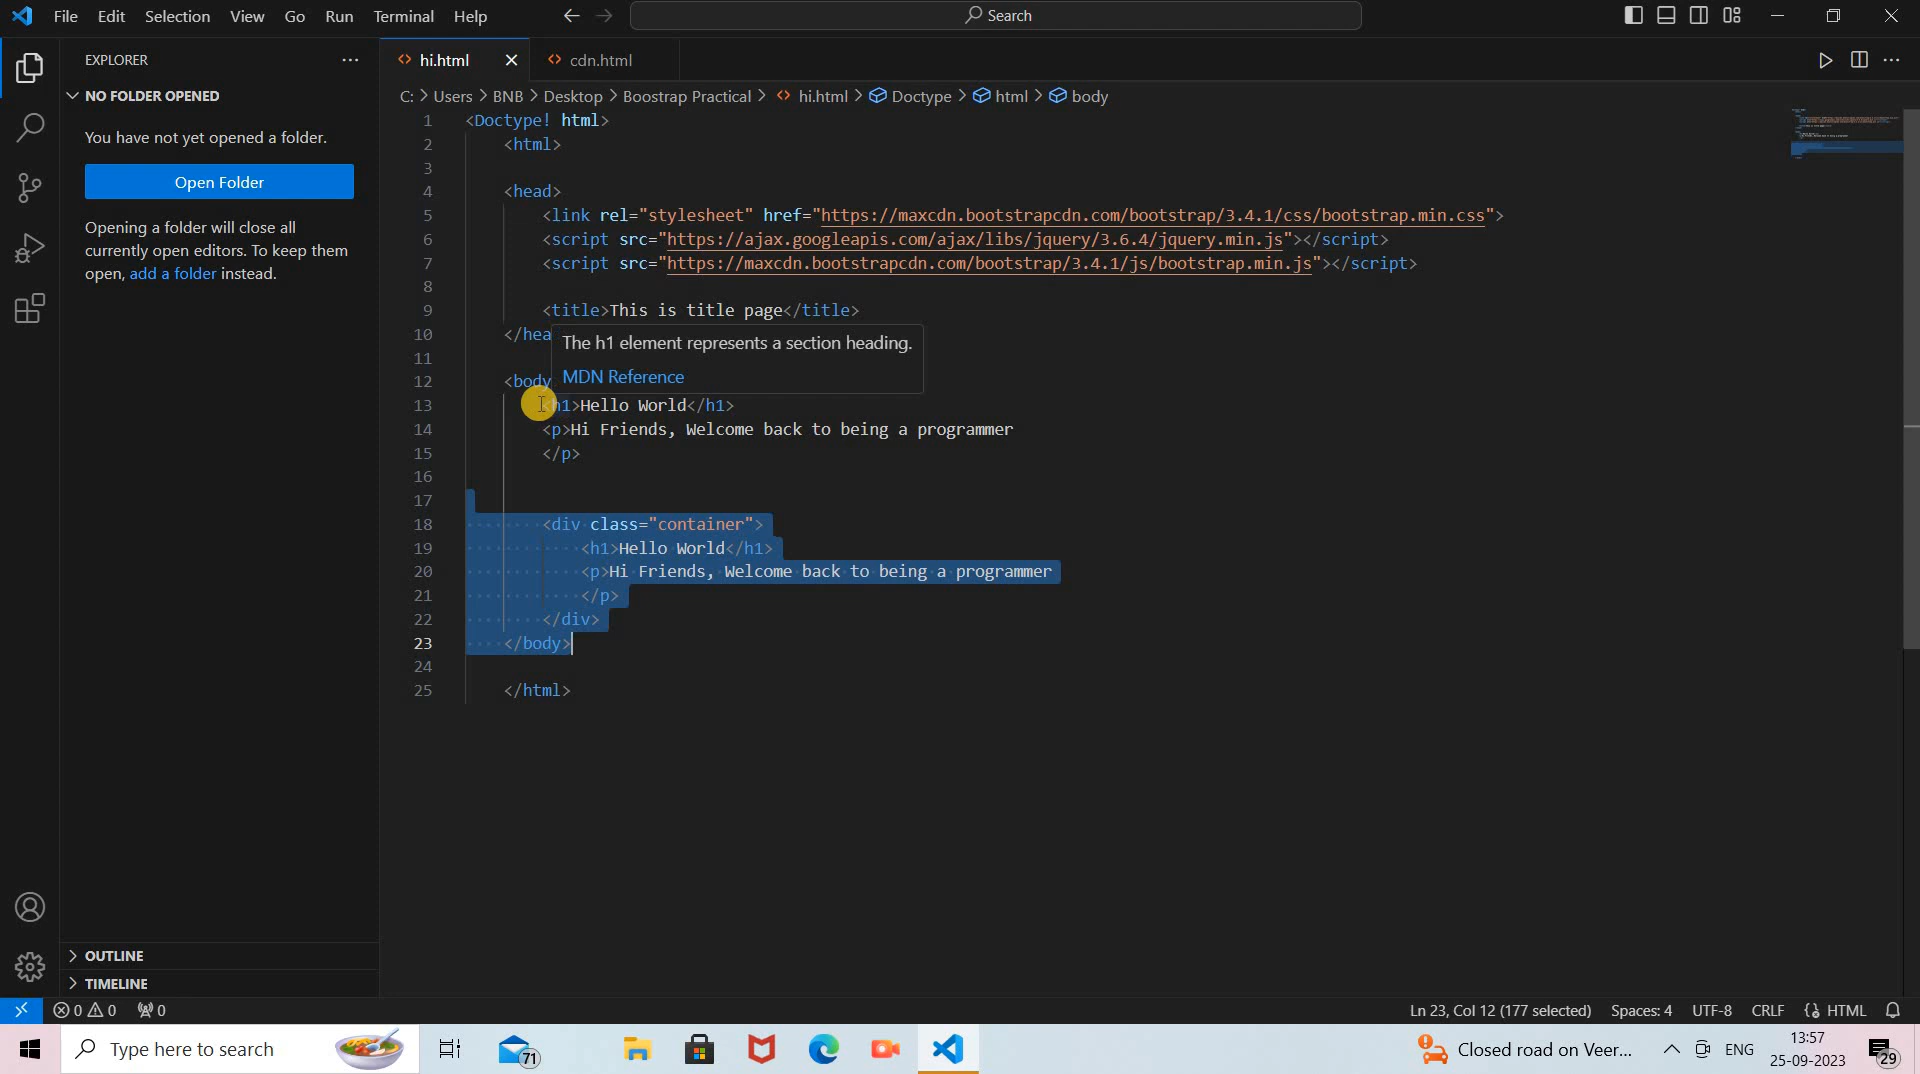 File Edit Selection View Go Run Terminal Help
Search
EXPLORER
NO FOLDER OPENED
You have not yet opened a folder.
Open Folder
Opening a folder will close all
currently open editors. To keep them
open, add a folder instead.
OUTLINE
TIMELINE
hi.html
cdn.html
C: > Users > BNB > Desktop > Boostrap Practical > hi.html > Doctype > html > body
1 <Doctype! html>
2 <html>
3
4 <head>
5 <link rel="stylesheet" href="https://maxcdn.bootstrapcdn.com/bootstrap/3.4.1/css/bootstrap.min.css">
6 <script src="https://ajax.googleapis.com/ajax/libs/jquery/3.6.4/jquery.min.js"></script>
7 <script src="https://maxcdn.bootstrapcdn.com/bootstrap/3.4.1/js/bootstrap.min.js"></script>
8
9 <title>This is title page</title>
10 </hea
The h1 element represents a section heading.
11
MDN Reference
12 <body
13 <h1>Hello World</h1>
14 <p>Hi Friends, Welcome back to being a programmer
15 </p>
16
17
18 <div class="container">
19 <h1>Hello World</h1>
20 <p>Hi Friends, Welcome back to being a programmer
21 </p>
22 </div>
23 </body>
24
25 </html>
0 0 0
Ln 23, Col 12 (177 selected) Spaces: 4 UTF-8 CRLF HTML
Type here to search
71
Closed road on Veer...
ENG
13:57
25-09-2023
29